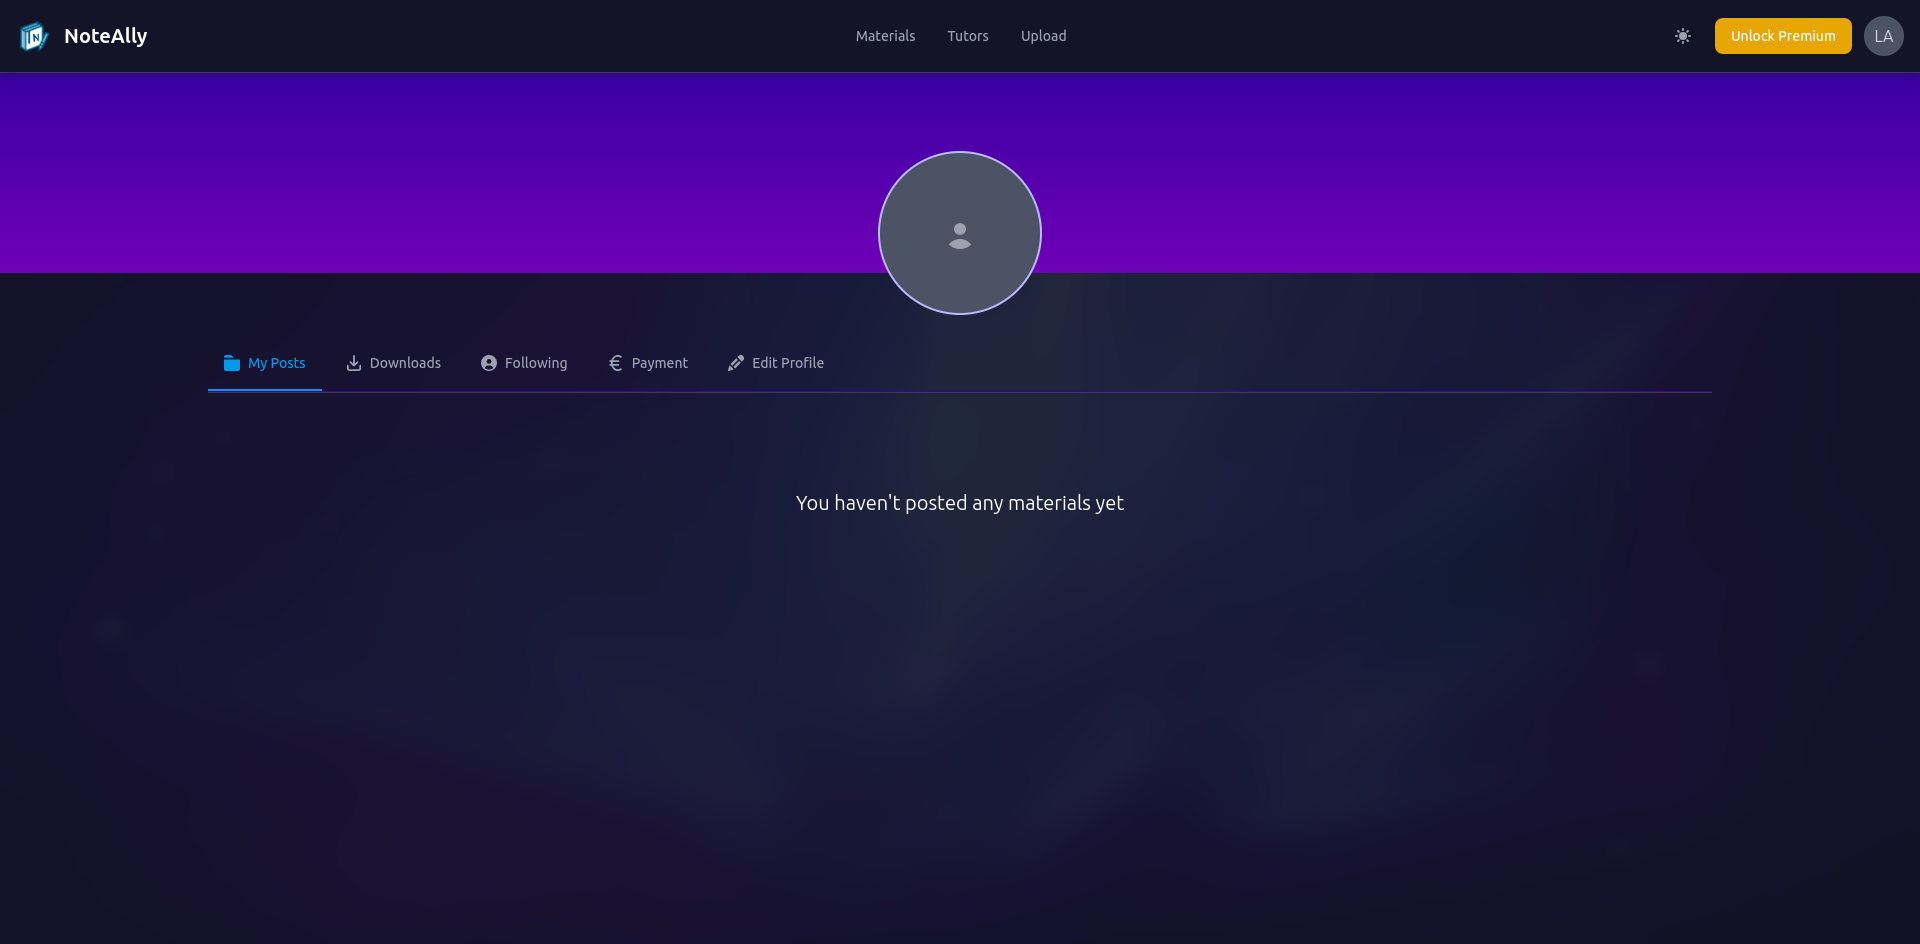 NoteAlly
Materials Tutors Upload
Unlock Premium LA
My Posts Downloads Following Payment Edit Profile
You haven't posted any materials yet